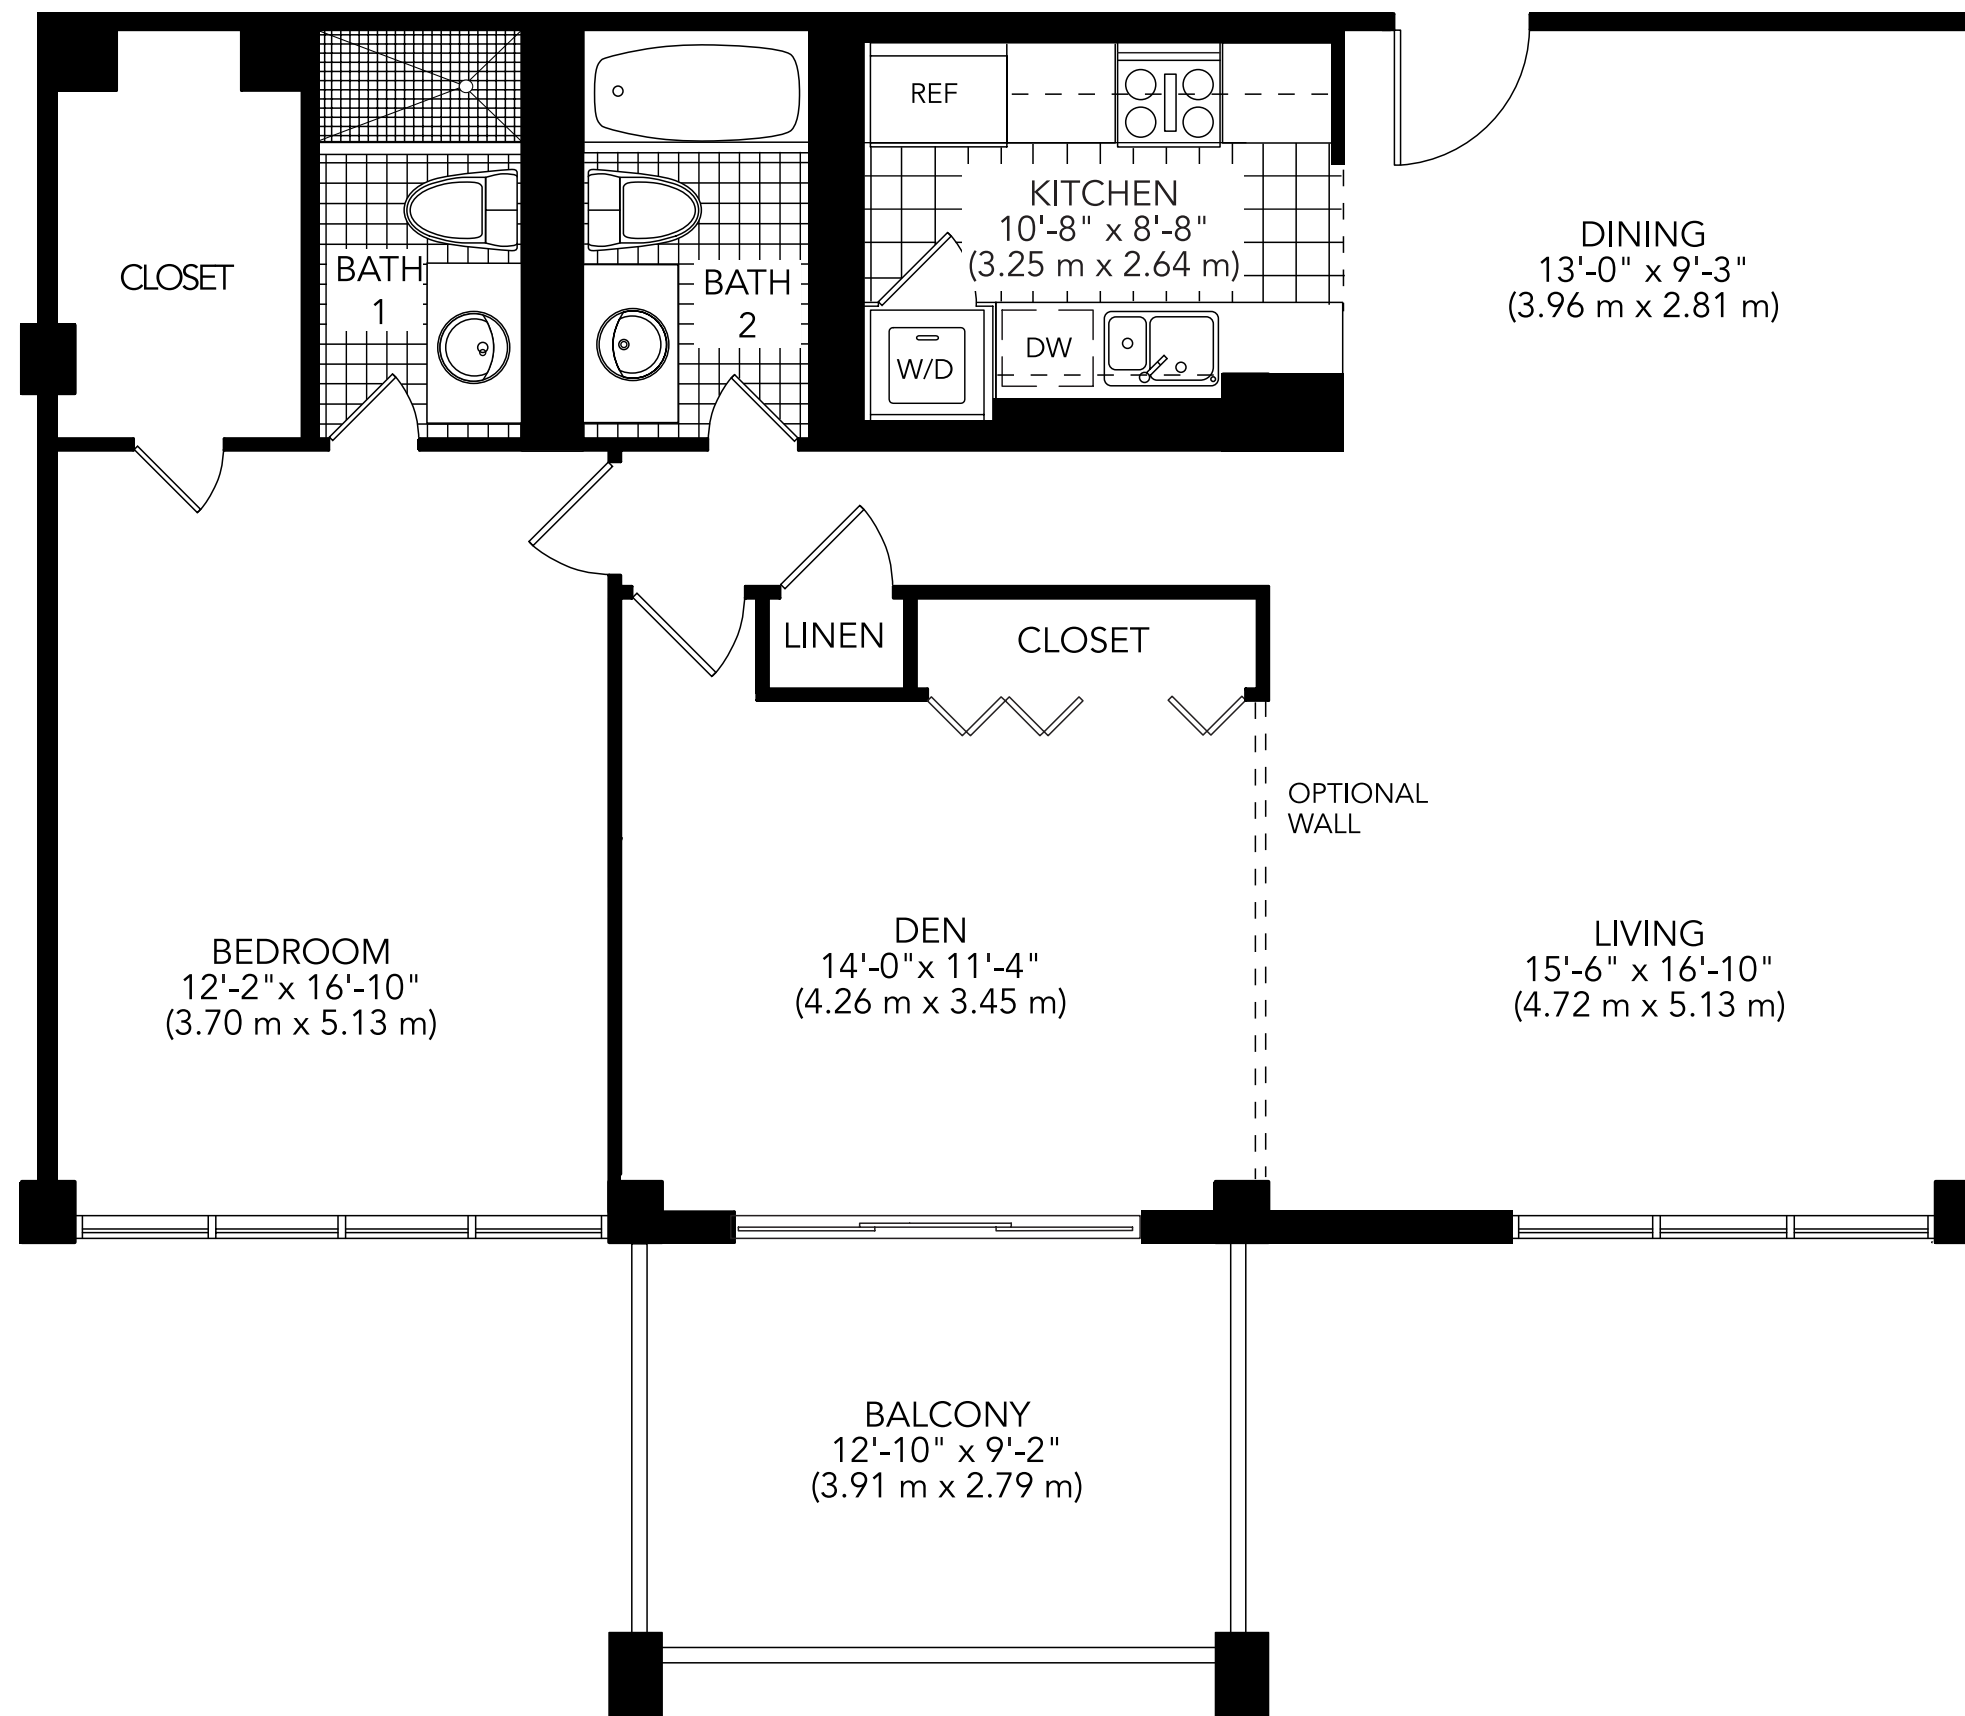 REF
KITCHEN
10'-8" x 8'-8"
(3.25 m x 2.64 m)
DINING
13'-0" x 9'-3"
(3.96 m x 2.81 m)
CLOSET
BATH
1
BATH
2
W/D
DW
LINEN
CLOSET
OPTIONAL
WALL
BEDROOM
12'-2"x 16'-10"
(3.70 m x 5.13 m)
DEN
14'-0"x 11'-4"
(4.26 m x 3.45 m)
LIVING
15'-6" x 16'-10"
(4.72 m x 5.13 m)
BALCONY
12'-10" x 9'-2"
(3.91 m x 2.79 m)